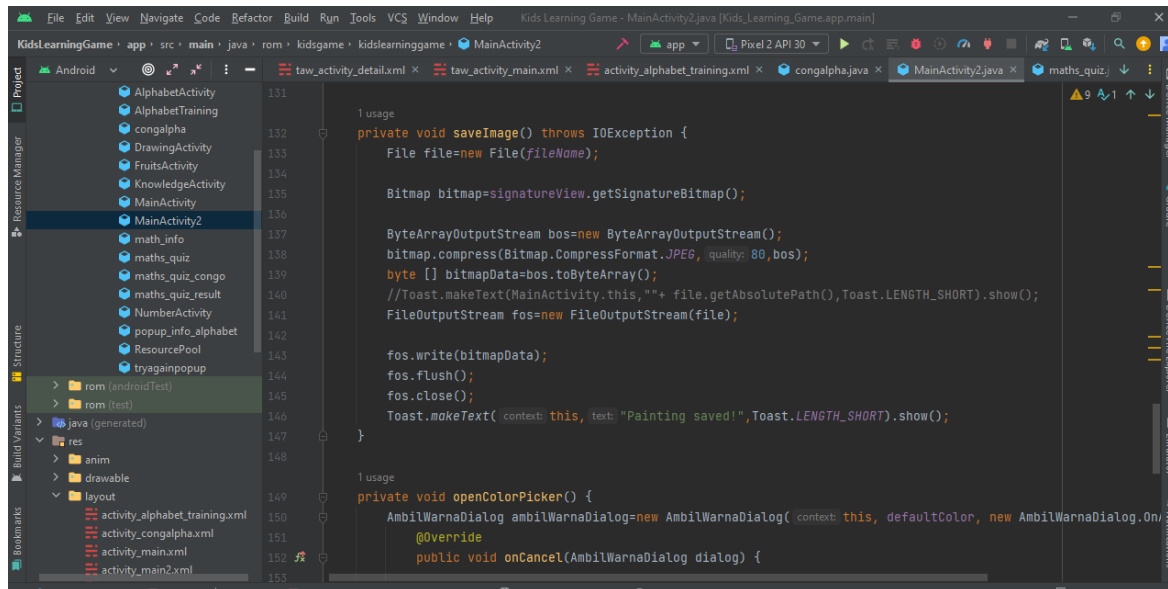 File Edit View Navigate Code Refactor Build Run Tools VCS Window Help Kids Learning Game - MainActivity2.java [Kids_Learning_Game.app.main]
KidsLearningGame app src main java rom kidsgame kidslearninggame MainActivity2 app Pixel 2 API 30
Project
Resource Manager
Structure
Build Variants
Bookmarks
Android
taw_activity_detail.xml taw_activity_main.xml activity_alphabet_training.xml congalpha.java MainActivity2.java maths_quiz.j
AlphabetActivity
AlphabetTraining
congalpha
DrawingActivity
FruitsActivity
KnowledgeActivity
MainActivity
MainActivity2
math_info
maths_quiz
maths_quiz_congo
maths_quiz_result
NumberActivity
popup_info_alphabet
ResourcePool
tryagainpopup
rom (androidTest)
rom (test)
java (generated)
res
anim
drawable
layout
activity_alphabet_training.xml
activity_congalpha.xml
activity_main.xml
activity_main2.xml
9 1
131
1 usage
132 private void saveImage() throws IOException {
133 File file=new File(fileName);
134
135 Bitmap bitmap=signatureView.getSignatureBitmap();
136
137 ByteArrayOutputStream bos=new ByteArrayOutputStream();
138 bitmap.compress(Bitmap.CompressFormat.JPEG, quality: 80,bos);
139 byte [] bitmapData=bos.toByteArray();
140 //Toast.makeText(MainActivity.this,""+ file.getAbsolutePath(),Toast.LENGTH_SHORT).show();
141 FileOutputStream fos=new FileOutputStream(file);
142
143 fos.write(bitmapData);
144 fos.flush();
145 fos.close();
146 Toast.makeText( context: this, text: "Painting saved!",Toast.LENGTH_SHORT).show();
147 }
148
1 usage
149 private void openColorPicker() {
150 AmbilWarnaDialog ambilWarnaDialog=new AmbilWarnaDialog( context: this, defaultColor, new AmbilWarnaDialog.OnA
151 @Override
152 public void onCancel(AmbilWarnaDialog dialog) {
153